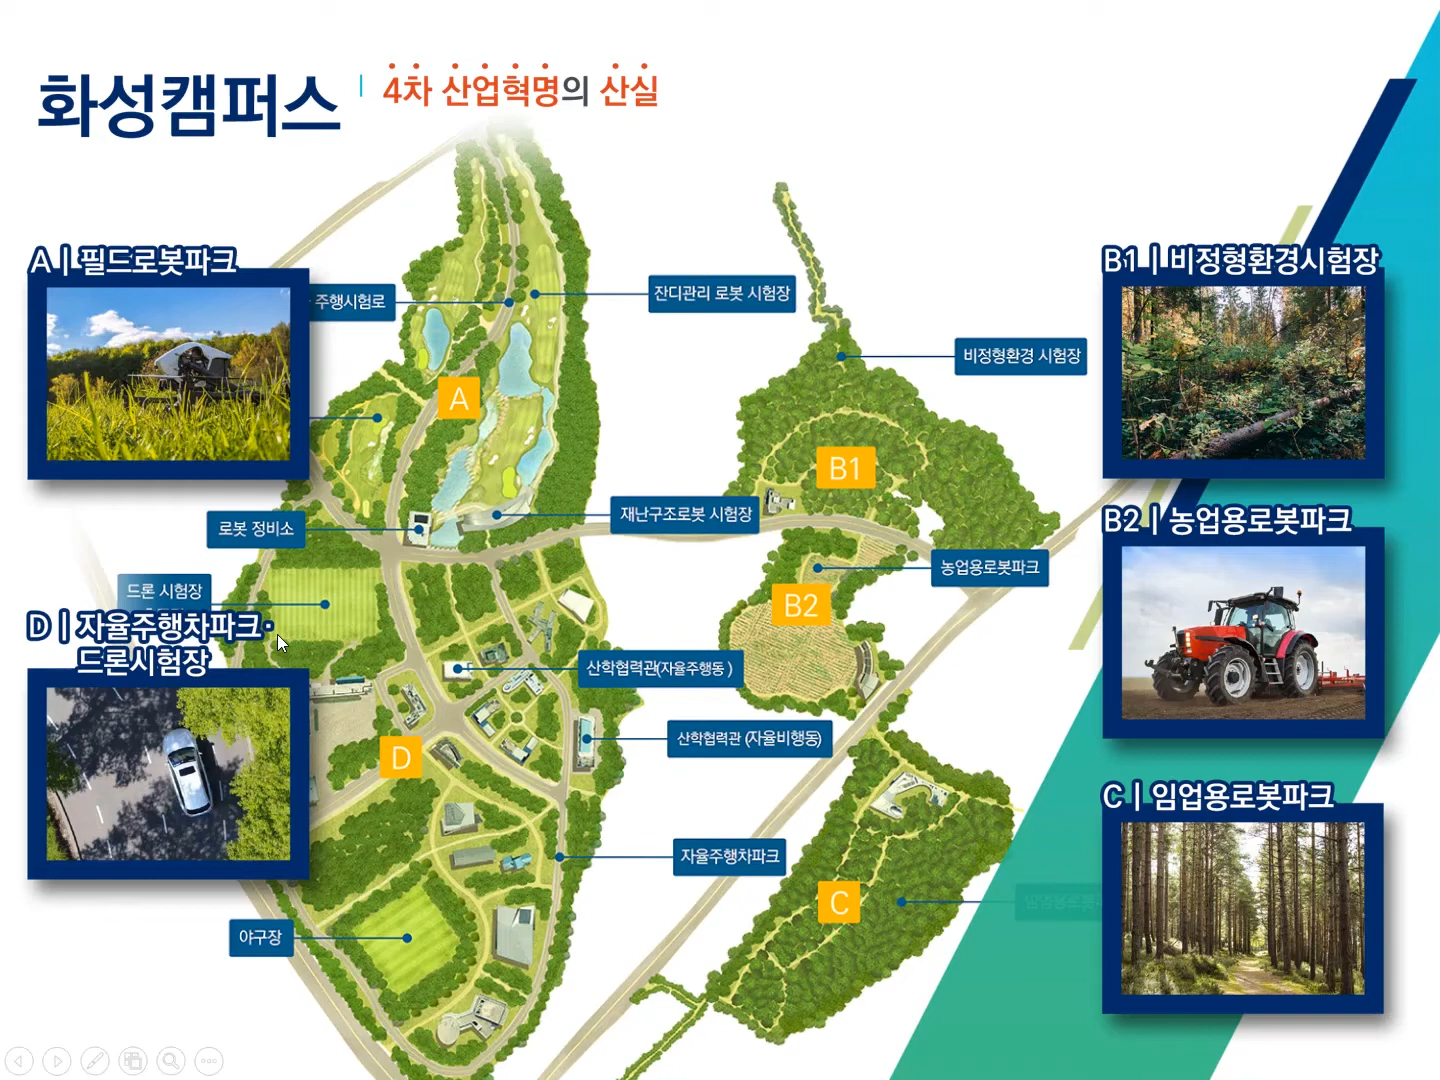 화성캠퍼스
4차 산업혁명의 산실
A | 필드로봇파크
주행시험로
잔디관리 로봇 시험장
B1 | 비정형환경시험장
비정형환경 시험장
A
B1
로봇 정비소
재난구조로봇 시험장
B2 | 농업용로봇파크
농업용로봇파크
드론 시험장
B2
D | 자율주행차파크·
드론시험장
산학협력관(자율주행동 )
산학협력관 (자율비행동)
D
C | 임업용로봇파크
자율주행차파크
C
야구장